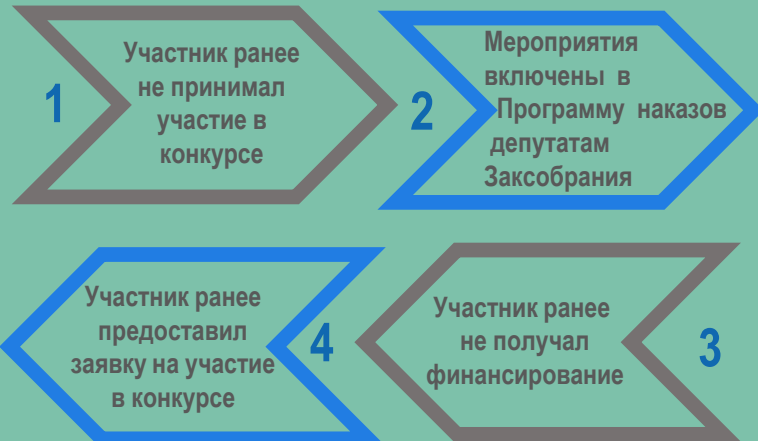 1
Участник ранее
не принимал
участие в
конкурсе
2
Мероприятия
включены в
Программу наказов
депутатам
Заксобрания
3
Участник ранее
не получал
финансирование
4
Участник ранее
предоставил
заявку на участие
в конкурсе